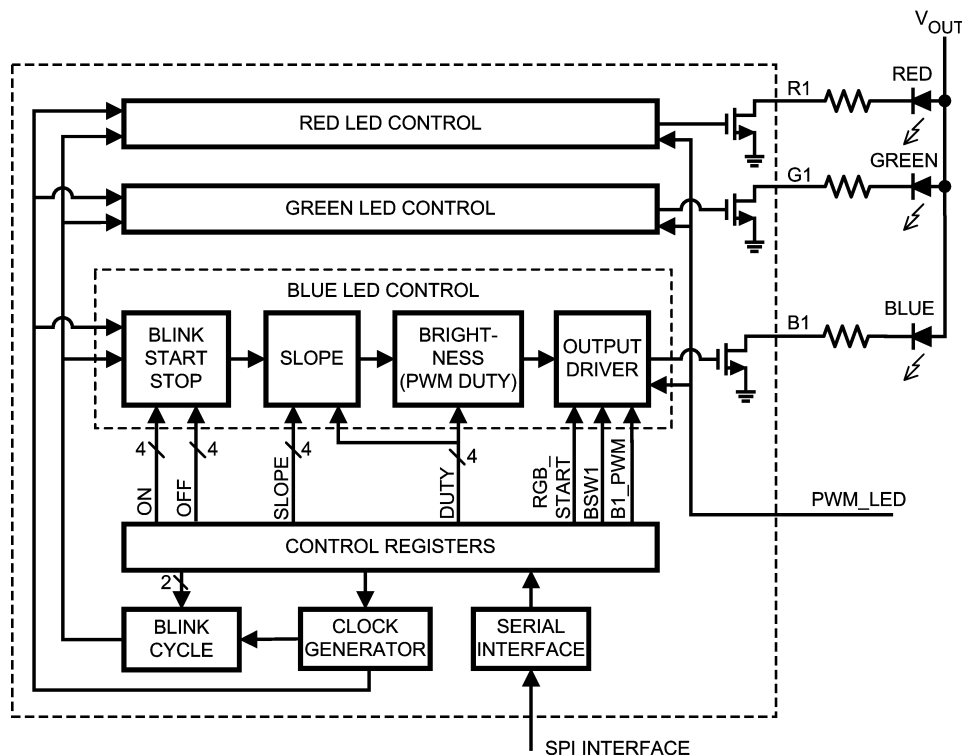 VOUT
RED
R1
RED LED CONTROL
GREEN
G1
GREEN LED CONTROL
BLUE LED CONTROL
BLUE
B1
BLINK
START
STOP
SLOPE
BRIGHT-
NESS
(PWM DUTY)
OUTPUT
DRIVER
4
4
4
4
ON
OFF
SLOPE
DUTY
RGB_
START
BSW1
B1_PWM
PWM_LED
CONTROL REGISTERS
2
BLINK
CYCLE
CLOCK
GENERATOR
SERIAL
INTERFACE
SPI INTERFACE